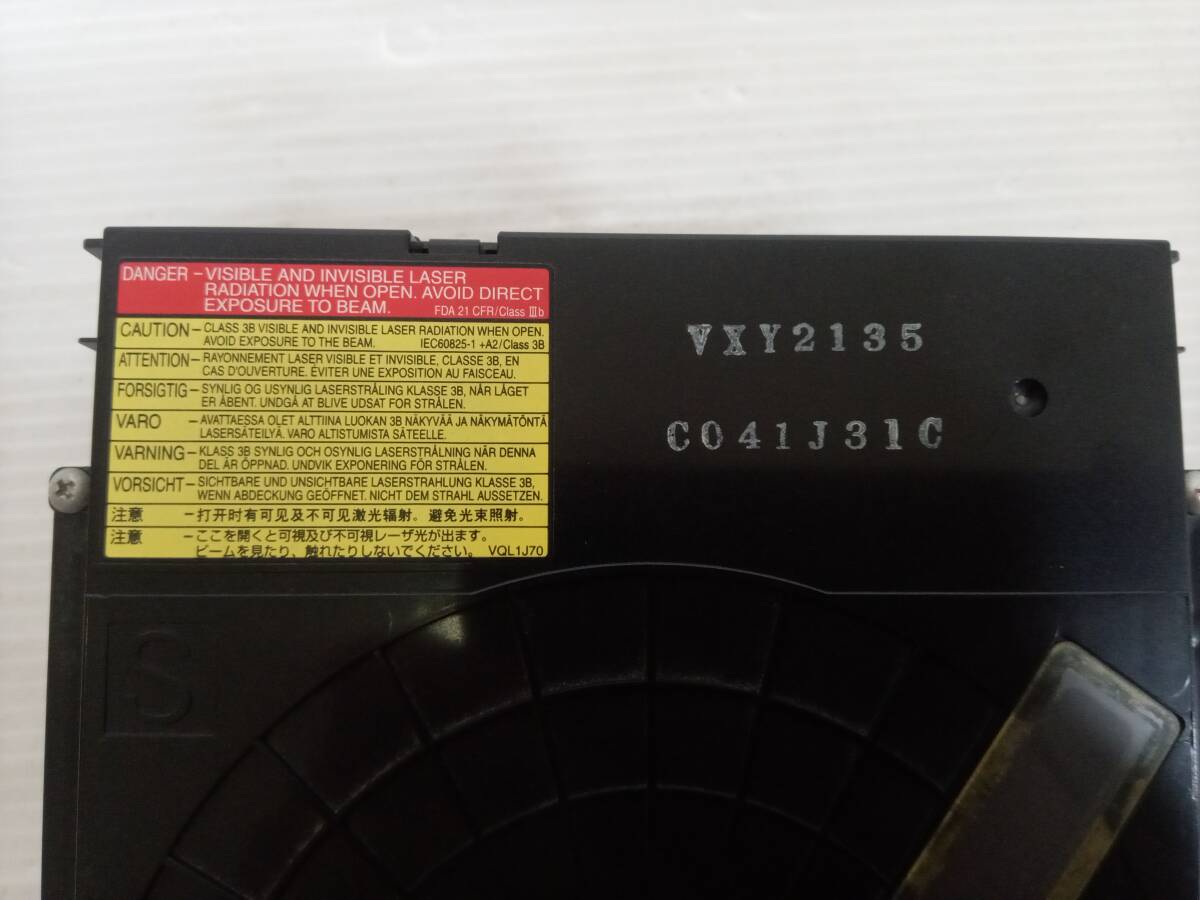 DANGER – VISIBLE AND INVISIBLE LASER
RADIATION WHEN OPEN. AVOID DIRECT
EXPOSURE TO BEAM. FDA 21 CFR/Class Ⅲb
CAUTION – CLASS 3B VISIBLE AND INVISIBLE LASER RADIATION WHEN OPEN.
AVOID EXPOSURE TO THE BEAM. IEC60825-1 +A2/Class 3B
ATTENTION – RAYONNEMENT LASER VISIBLE ET INVISIBLE, CLASSE 3B, EN
CAS D'OUVERTURE. ÉVITER UNE EXPOSITION AU FAISCEAU.
FORSIGTIG – SYNLIG OG USYNLIG LASERSTRÅLING KLASSE 3B, NÅR LÅGET
ER ÅBENT. UNDGÅ AT BLIVE UDSAT FOR STRÅLEN.
VARO – AVATTAESSA OLET ALTTIINA LUOKAN 3B NÄKYVÄÄ JA NÄKYMÄTÖNTÄ
LASERSÄTEILYÄ. VARO ALTISTUMISTA SÄTEELLE.
VARNING – KLASS 3B SYNLIG OCH OSYNLIG LASERSTRÅLNING NÄR DENNA
DEL ÄR ÖPPNAD. UNDVIK EXPONERING FÖR STRÅLEN.
VORSICHT – SICHTBARE UND UNSICHTBARE LASERSTRAHLUNG KLASSE 3B,
WENN ABDECKUNG GEÖFFNET. NICHT DEM STRAHL AUSSETZEN.
注意 – 打开时有可见及不可见激光辐射。避免光束照射。
注意 – ここを開くと可視及び不可視レーザ光が出ます。
ビームを見たり、触れたりしないでください。 VQL1J70
VXY2135
C041J31C
S